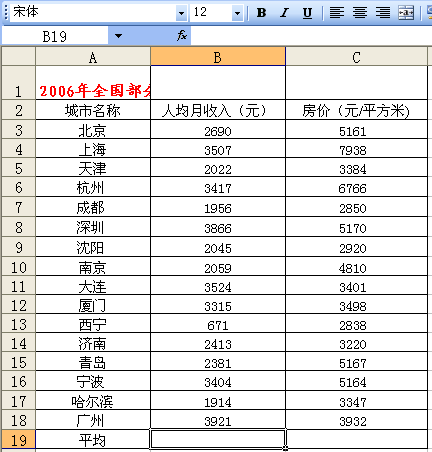 宋体 12 B I U
B19 fx
A B C
1 2006年全国部
2 城市名称 人均月收入（元） 房价（元/平方米)
3 北京 2690 5161
4 上海 3507 7938
5 天津 2022 3384
6 杭州 3417 6766
7 成都 1956 2850
8 深圳 3866 5170
9 沈阳 2045 2920
10 南京 2059 4810
11 大连 3524 3401
12 厦门 3315 3498
13 西宁 671 2838
14 济南 2413 3220
15 青岛 2381 5167
16 宁波 3404 5164
17 哈尔滨 1914 3347
18 广州 3921 3932
19 平均